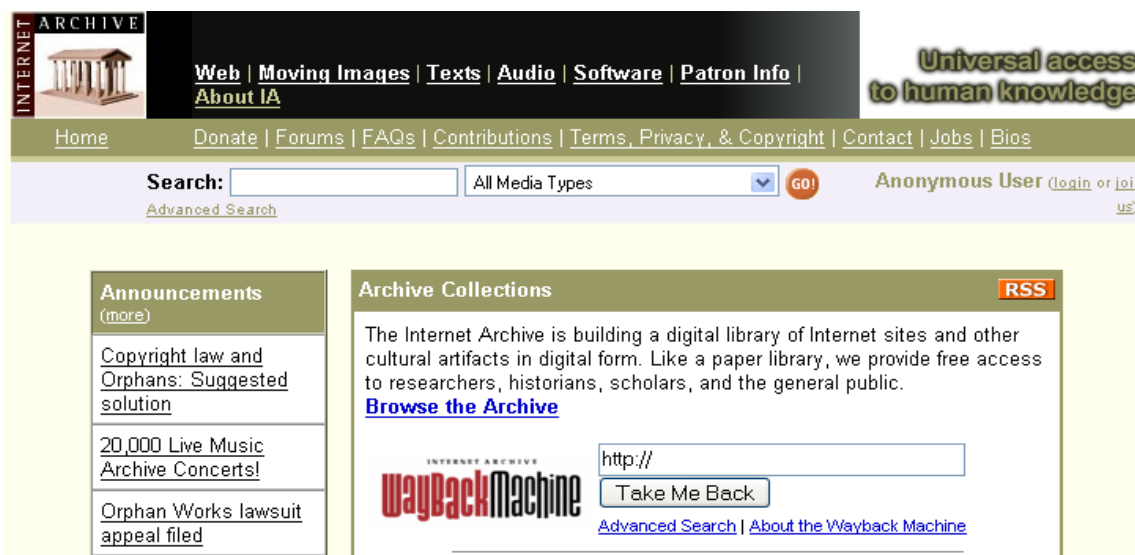 INTERNET ARCHIVE
Web | Moving Images | Texts | Audio | Software | Patron Info |
About IA
Universal access
to human knowledge
Home Donate | Forums | FAQs | Contributions | Terms, Privacy, & Copyright | Contact | Jobs | Bios
Search: All Media Types GO! Anonymous User (login or joi
Advanced Search us)
Announcements
(more)
Copyright law and
Orphans: Suggested
solution
20,000 Live Music
Archive Concerts!
Orphan Works lawsuit
appeal filed
Archive Collections RSS
The Internet Archive is building a digital library of Internet sites and other
cultural artifacts in digital form. Like a paper library, we provide free access
to researchers, historians, scholars, and the general public.
Browse the Archive
INTERNET ARCHIVE
WayBackMachine
http://
Take Me Back
Advanced Search | About the Wayback Machine